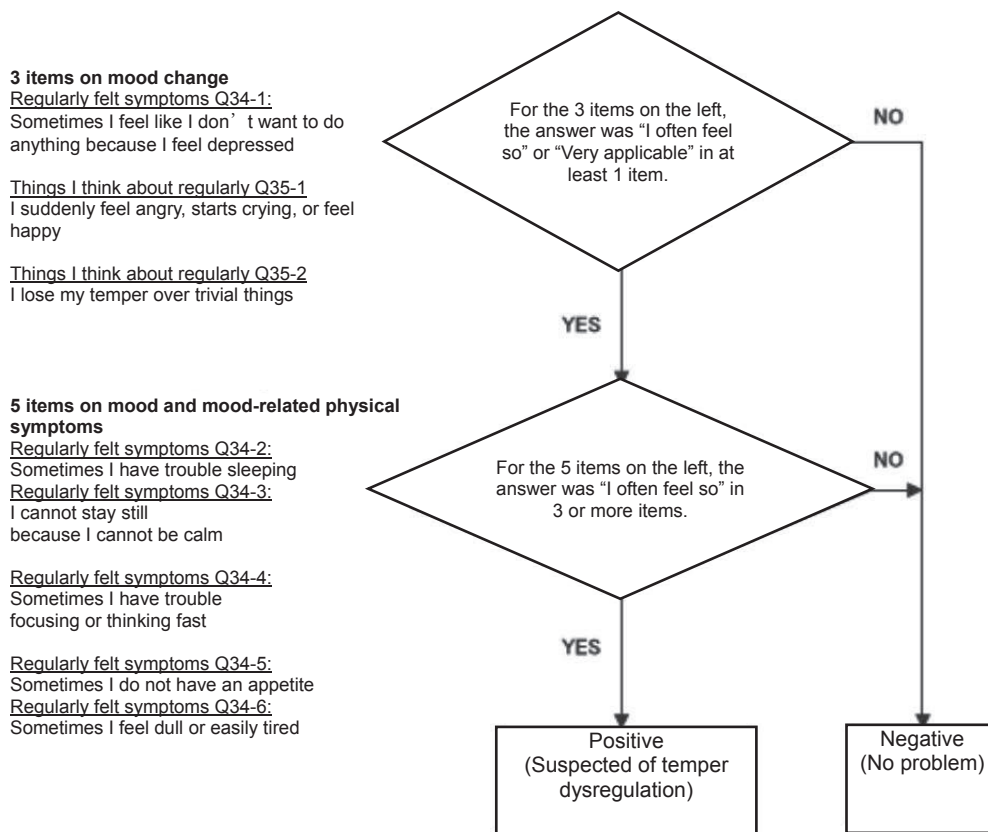 3 items on mood change
Regularly felt symptoms Q34-1:
Sometimes I feel like I don’t want to do
anything because I feel depressed
Things I think about regularly Q35-1
I suddenly feel angry, starts crying, or feel
happy
Things I think about regularly Q35-2
I lose my temper over trivial things
For the 3 items on the left,
the answer was “I often feel
so” or “Very applicable” in at
least 1 item.
NO
YES
5 items on mood and mood-related physical
symptoms
Regularly felt symptoms Q34-2:
Sometimes I have trouble sleeping
Regularly felt symptoms Q34-3:
I cannot stay still
because I cannot be calm
Regularly felt symptoms Q34-4:
Sometimes I have trouble
focusing or thinking fast
Regularly felt symptoms Q34-5:
Sometimes I do not have an appetite
Regularly felt symptoms Q34-6:
Sometimes I feel dull or easily tired
For the 5 items on the left, the
answer was “I often feel so” in
3 or more items.
NO
YES
Positive
(Suspected of temper
dysregulation)
Negative
(No problem)